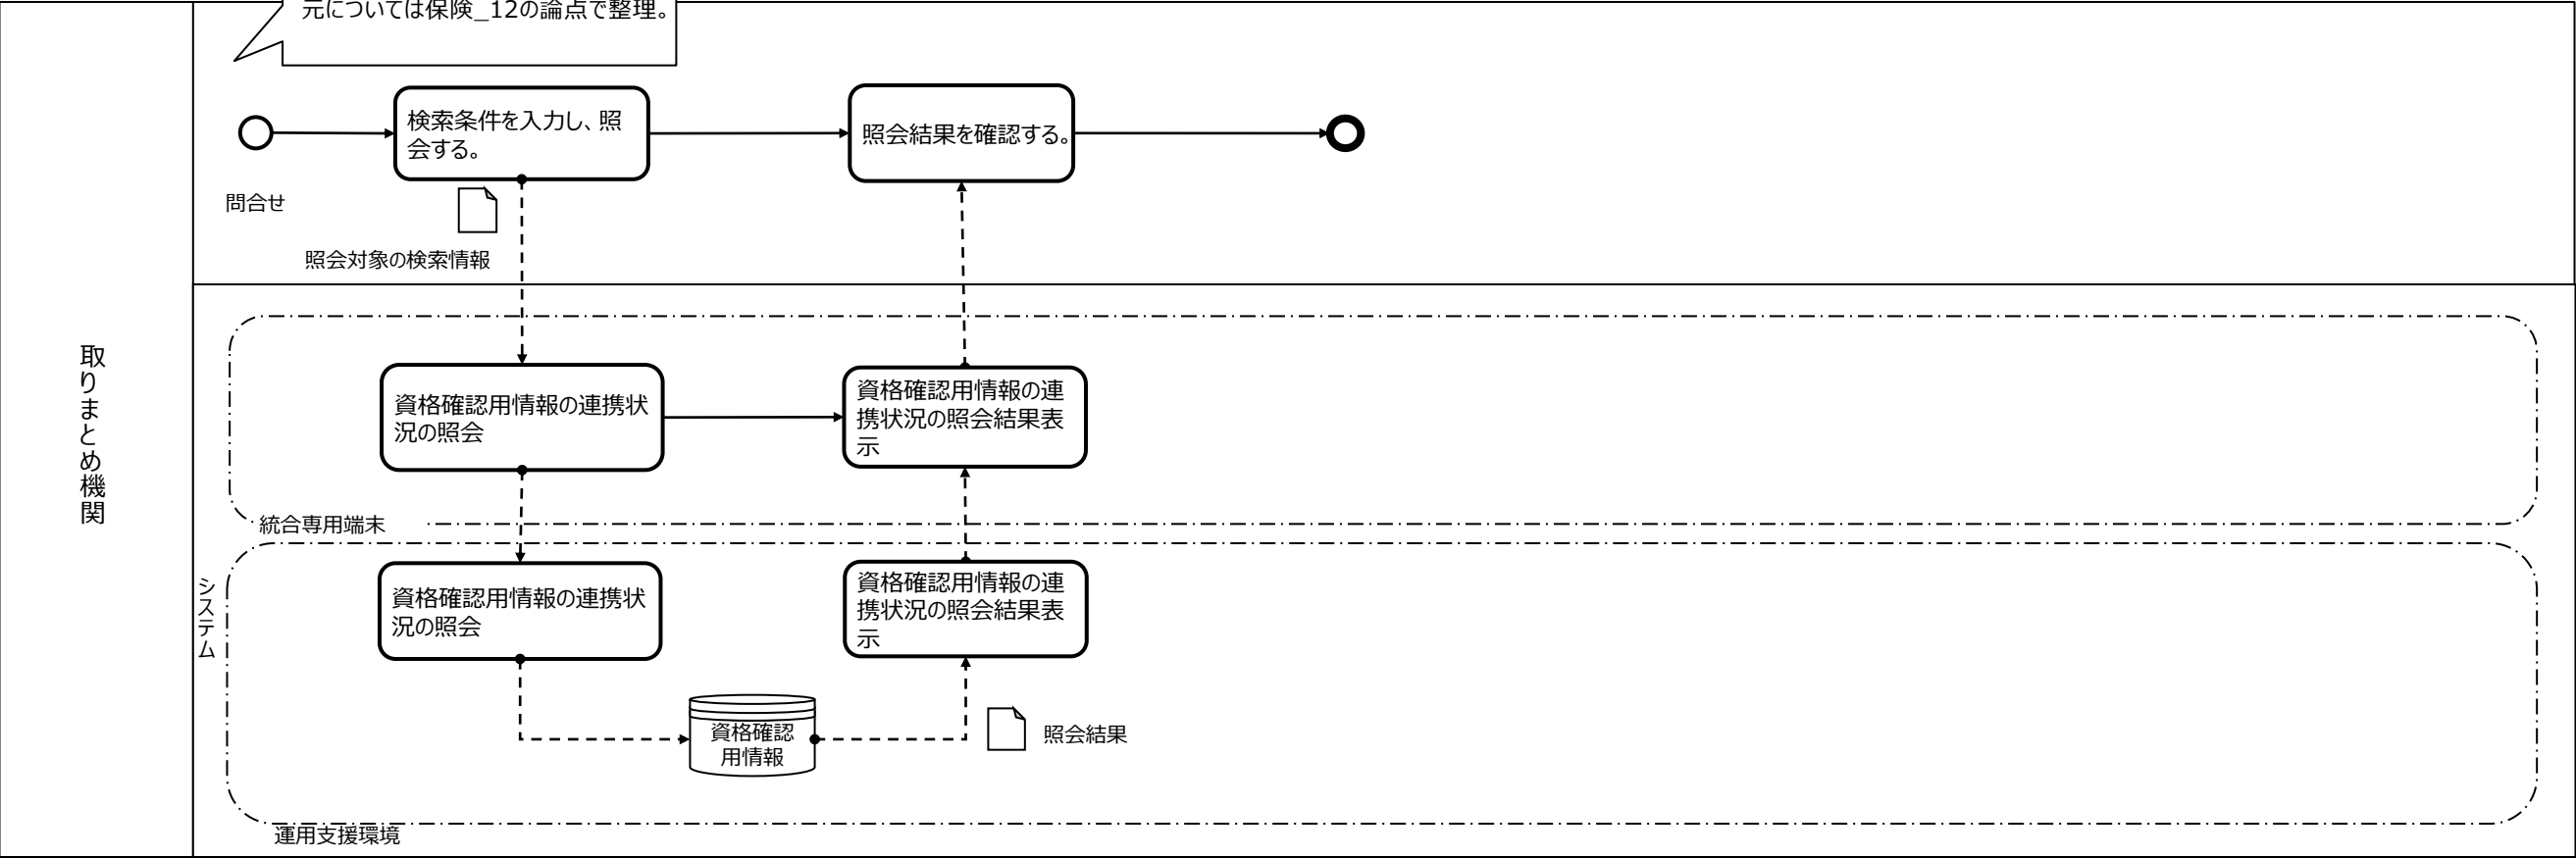 元については保険_12の論点で整理。
検索条件を入力し、照
会する。
照会結果を確認する。
問合せ
照会対象の検索情報
取りまとめ機関
資格確認用情報の連携状
況の照会
資格確認用情報の連
携状況の照会結果表
示
統合専用端末
システム
資格確認用情報の連携状
況の照会
資格確認用情報の連
携状況の照会結果表
示
資格確認
用情報
照会結果
運用支援環境